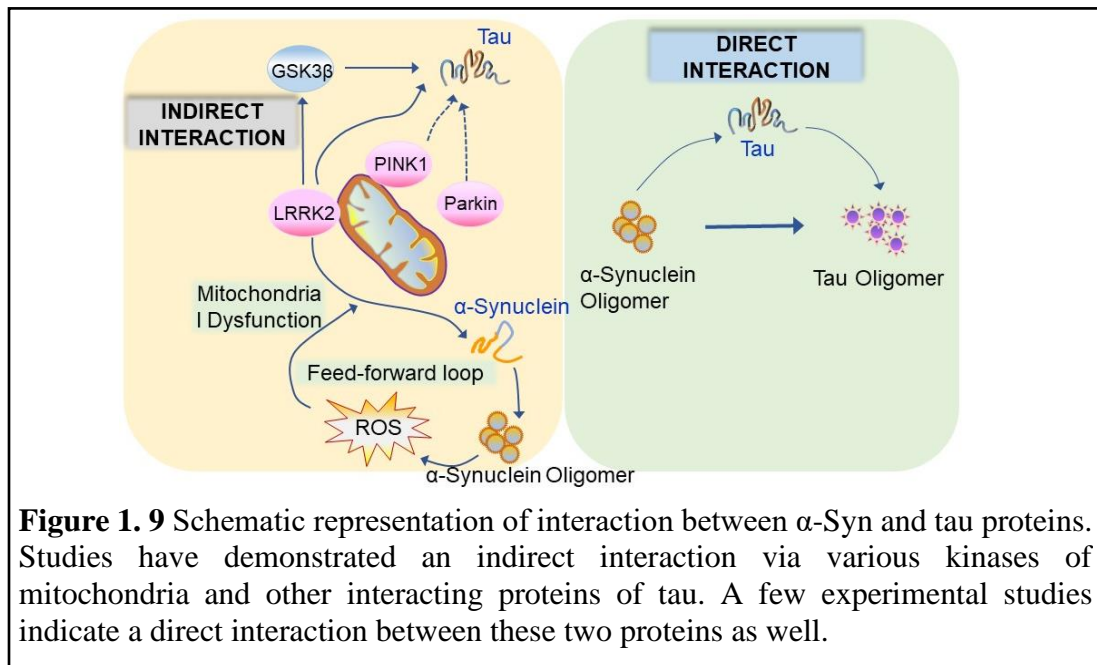 Tau
GSK3β
INDIRECT
INTERACTION
PINK1
LRRK2
Parkin
Mitochondria
l Dysfunction
α-Synuclein
Feed-forward loop
ROS
α-Synuclein Oligomer
DIRECT
INTERACTION
Tau
α-Synuclein
Oligomer
Tau Oligomer
Figure 1. 9 Schematic representation of interaction between α-Syn and tau proteins.
Studies have demonstrated an indirect interaction via various kinases of
mitochondria and other interacting proteins of tau. A few experimental studies
indicate a direct interaction between these two proteins as well.